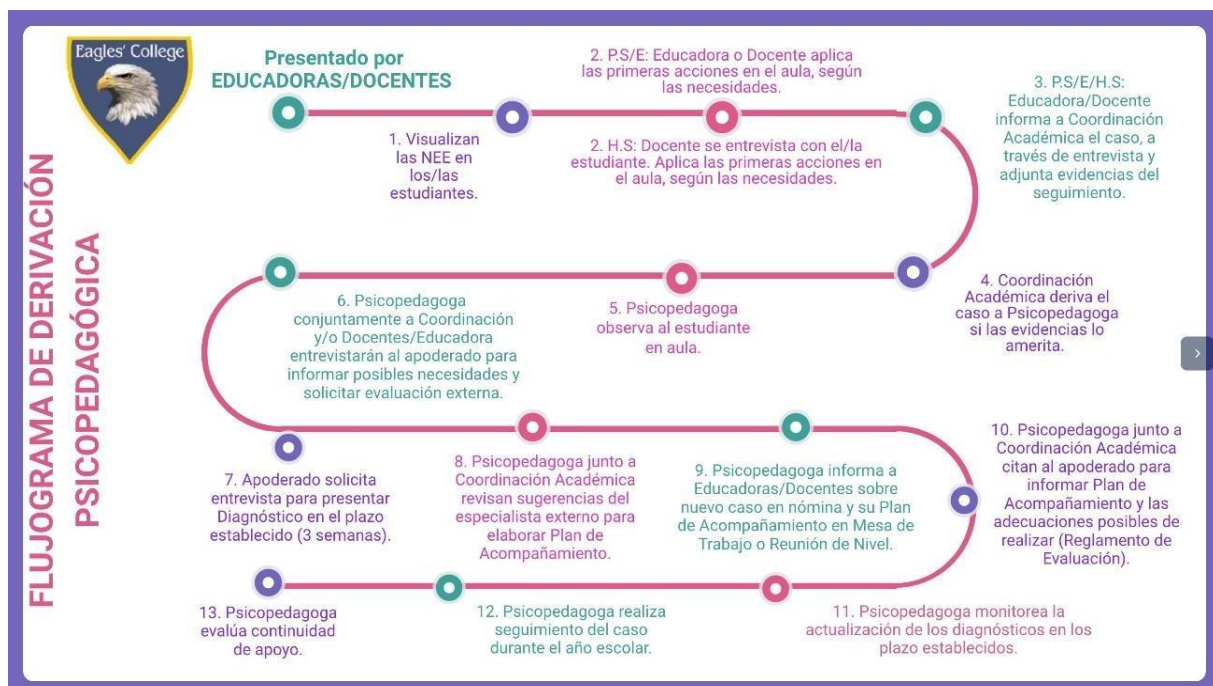 Eagles' College
FLUJOGRAMA DE DERIVACIÓN
PSICOPEDAGÓGICA
Presentado por
EDUCADORAS/DOCENTES
1. Visualizan
las NEE en
los/las
estudiantes.
2. P.S/E: Educadora o Docente aplica
las primeras acciones en el aula, según
las necesidades.
2. H.S: Docente se entrevista con el/la
estudiante. Aplica las primeras acciones en
el aula, según las necesidades.
3. P.S/E/H.S:
Educadora/Docente
informa a Coordinación
Académica el caso, a
través de entrevista y
adjunta evidencias del
seguimiento.
4. Coordinación
Académica deriva el
caso a Psicopedagoga
si las evidencias lo
amerita.
5. Psicopedagoga
observa al estudiante
en aula.
6. Psicopedagoga
conjuntamente a Coordinación
y/o Docentes/Educadora
entrevistarán al apoderado para
informar posibles necesidades y
solicitar evaluación externa.
7. Apoderado solicita
entrevista para presentar
Diagnóstico en el plazo
establecido (3 semanas).
8. Psicopedagoga junto a
Coordinación Académica
revisan sugerencias del
especialista externo para
elaborar Plan de
Acompañamiento.
9. Psicopedagoga informa a
Educadoras/Docentes sobre
nuevo caso en nómina y su Plan
de Acompañamiento en Mesa de
Trabajo o Reunión de Nivel.
10. Psicopedagoga junto a
Coordinación Académica
citan al apoderado para
informar Plan de
Acompañamiento y las
adecuaciones posibles de
realizar (Reglamento de
Evaluación).
11. Psicopedagoga monitorea la
actualización de los diagnósticos en los
plazo establecidos.
12. Psicopedagoga realiza
seguimiento del caso
durante el año escolar.
13. Psicopedagoga
evalúa continuidad
de apoyo.